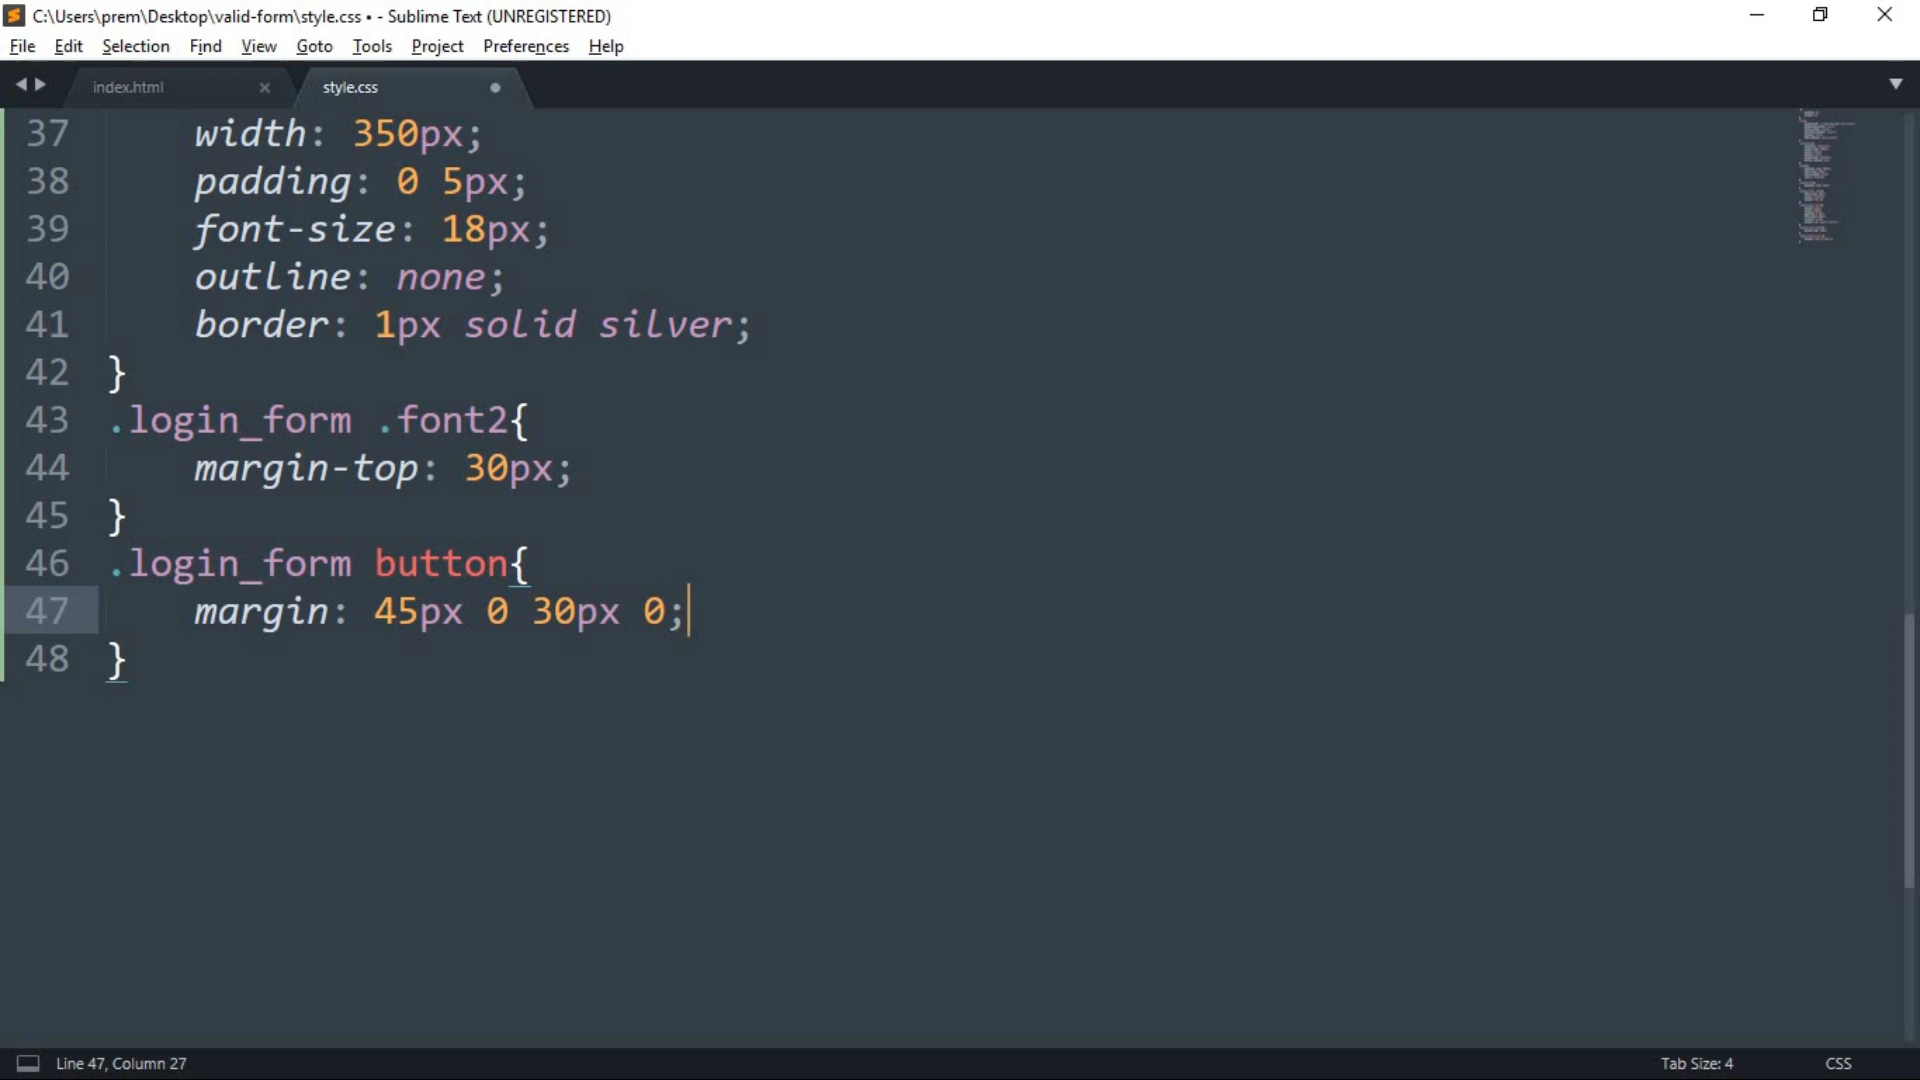 C:\Users\prem\Desktop\valid-form\style.css • - Sublime Text (UNREGISTERED)
File Edit Selection Find View Goto Tools Project Preferences Help
index.html style.css
37 width: 350px;
38 padding: 0 5px;
39 font-size: 18px;
40 outline: none;
41 border: 1px solid silver;
42 }
43 .login_form .font2{
44 margin-top: 30px;
45 }
46 .login_form button{
47 margin: 45px 0 30px 0;
48 }
Line 47, Column 27 Tab Size: 4 CSS